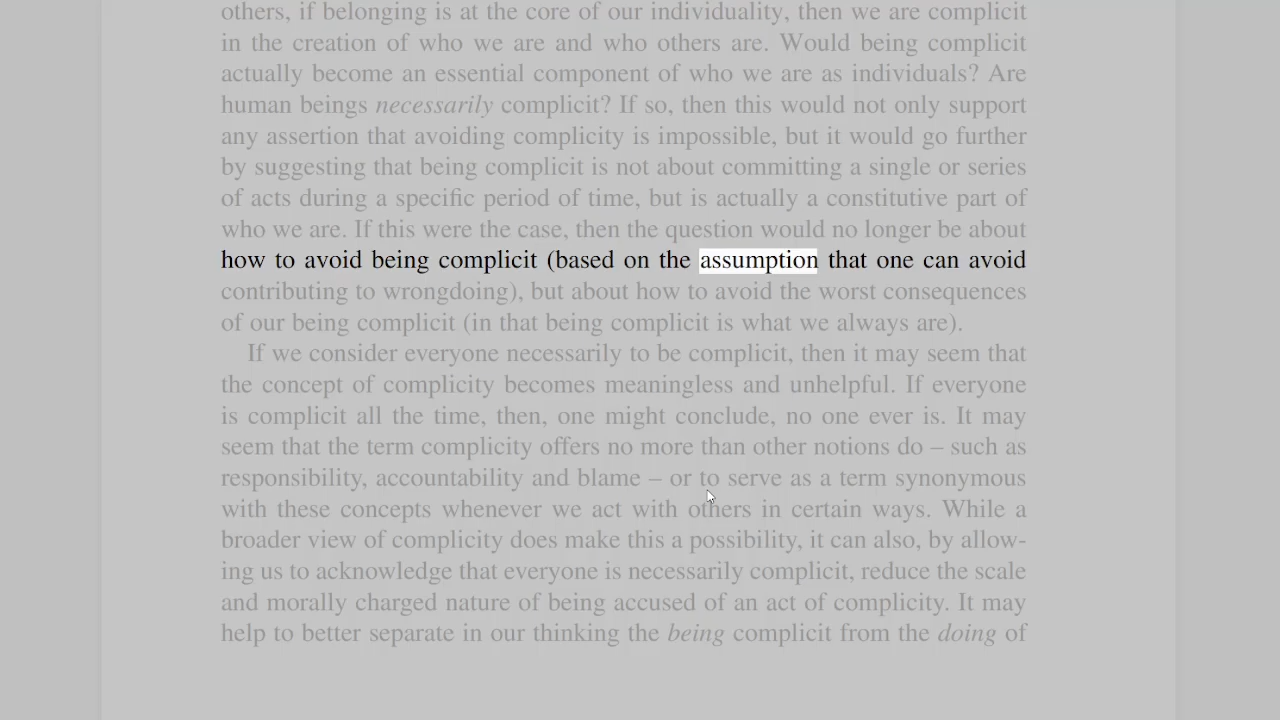 others, if belonging is at the core of our individuality, then we are complicit
in the creation of who we are and who others are. Would being complicit
actually become an essential component of who we are as individuals? Are
human beings necessarily complicit? If so, then this would not only support
any assertion that avoiding complicity is impossible, but it would go further
by suggesting that being complicit is not about committing a single or series
of acts during a specific period of time, but is actually a constitutive part of
who we are. If this were the case, then the question would no longer be about
how to avoid being complicit (based on the assumption that one can avoid
contributing to wrongdoing), but about how to avoid the worst consequences
of our being complicit (in that being complicit is what we always are).
If we consider everyone necessarily to be complicit, then it may seem that
the concept of complicity becomes meaningless and unhelpful. If everyone
is complicit all the time, then, one might conclude, no one ever is. It may
seem that the term complicity offers no more than other notions do – such as
responsibility, accountability and blame – or to serve as a term synonymous
with these concepts whenever we act with others in certain ways. While a
broader view of complicity does make this a possibility, it can also, by allow-
ing us to acknowledge that everyone is necessarily complicit, reduce the scale
and morally charged nature of being accused of an act of complicity. It may
help to better separate in our thinking the being complicit from the doing of